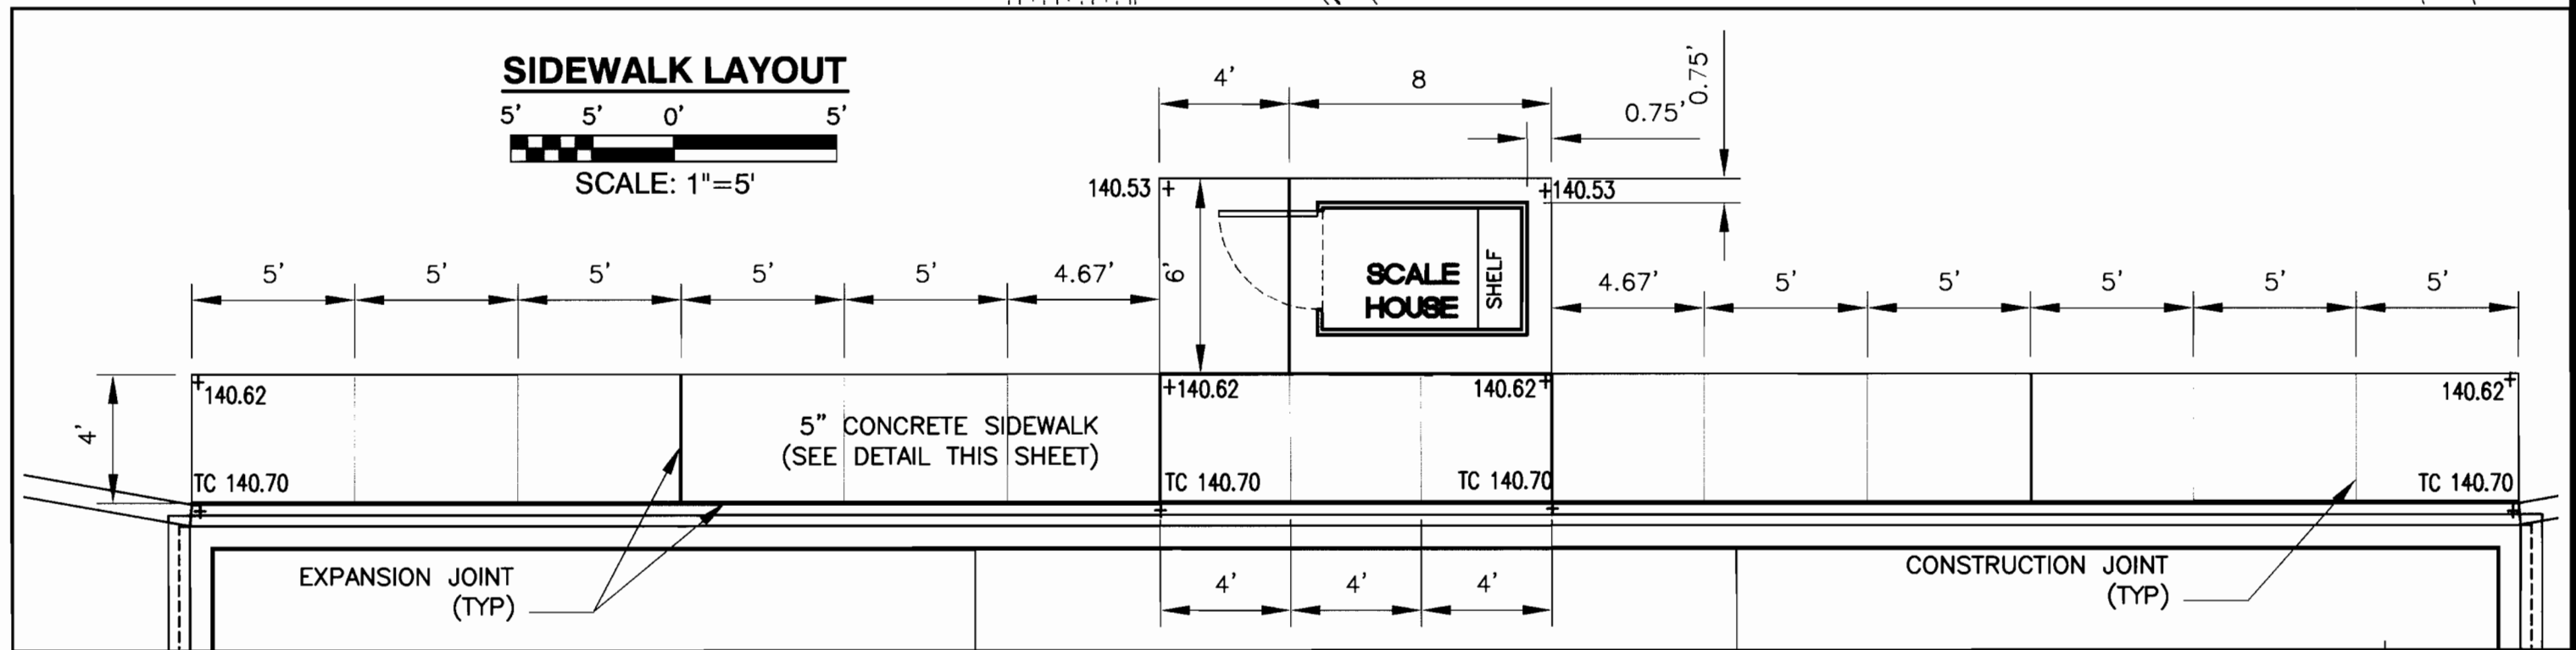 SIDEWALK LAYOUT
5' 5' 0' 5'
SCALE: 1"=5'
4' 8 0.75' 0.75'
140.53 140.53
5' 5' 5' 5' 5' 4.67' 6' 4.67' 5' 5' 5' 5' 5'
SCALE
HOUSE
SHELF
4'
140.62 140.62 140.62 140.62
5" CONCRETE SIDEWALK
(SEE DETAIL THIS SHEET)
TC 140.70 TC 140.70 TC 140.70 TC 140.70
EXPANSION JOINT
(TYP)
4' 4' 4'
CONSTRUCTION JOINT
(TYP)